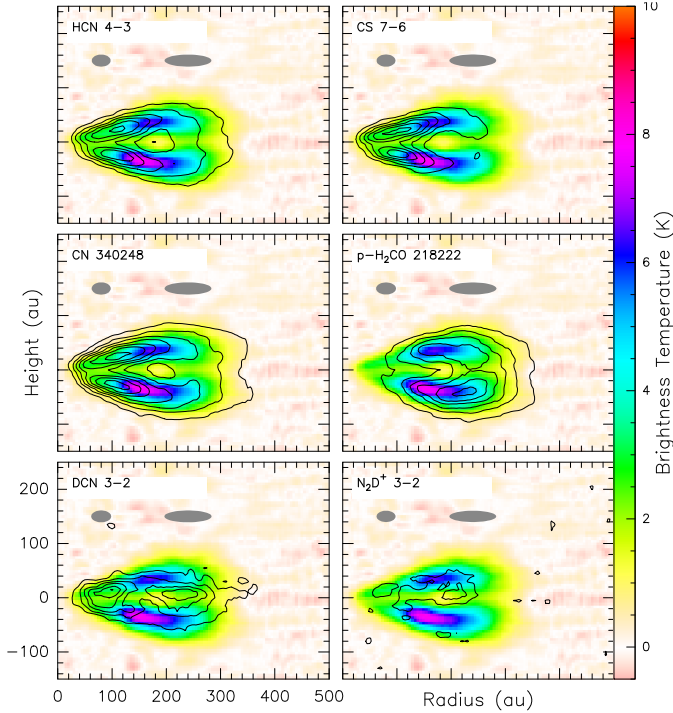 HCN 4−3
CS 7−6
CN 340248
p−H₂CO 218222
DCN 3−2
N₂D⁺ 3−2
Height (au)
200
100
0
−100
0 100 200 300 400 500
Radius (au)
10
8
6
4
2
0
Brightness Temperature (K)